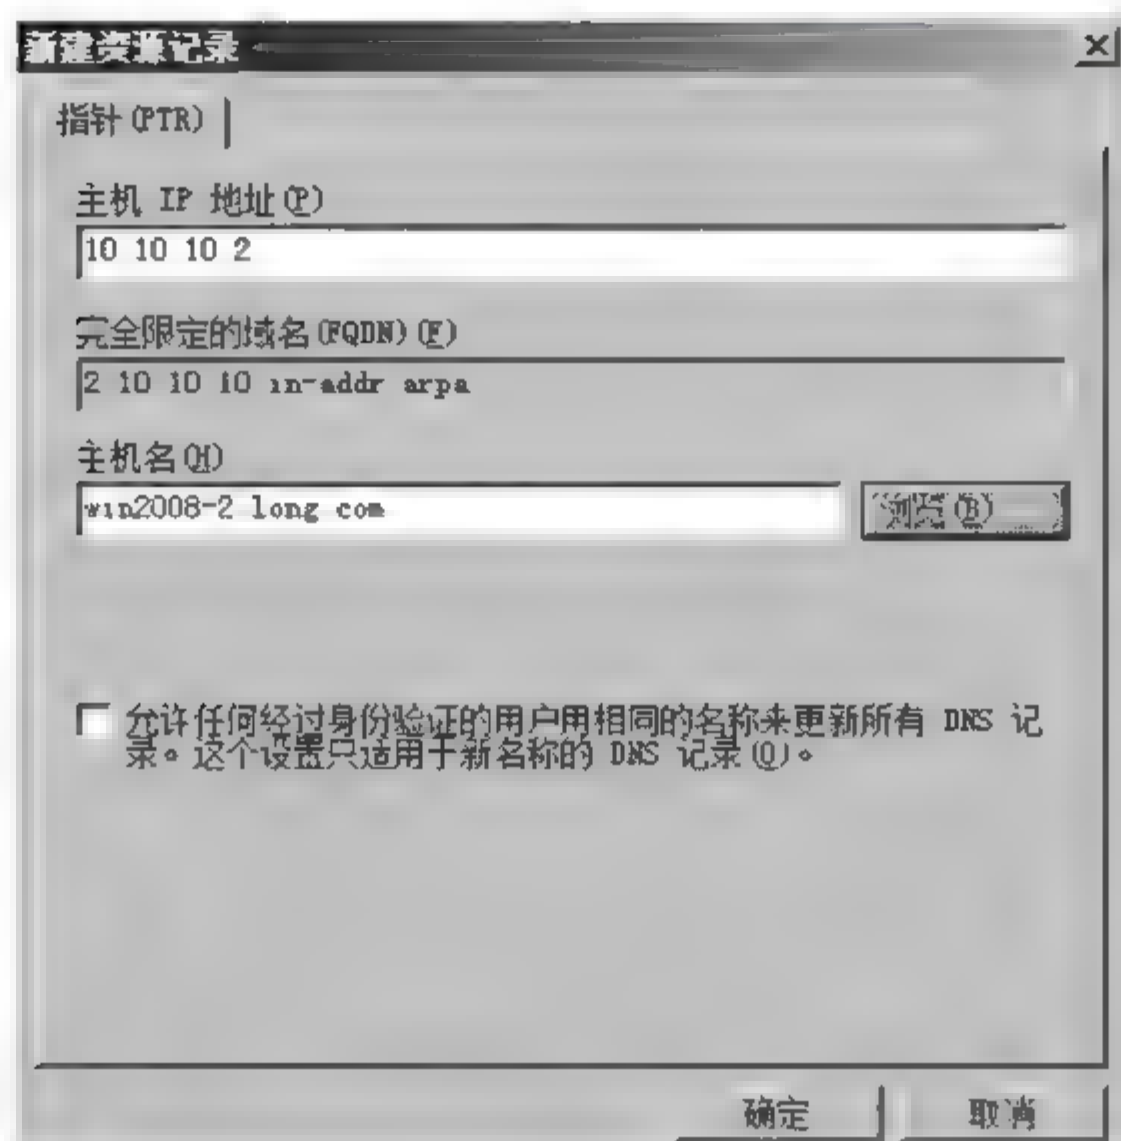 新建资源记录
指针(PTR)
主机 IP 地址(P)
10 10 10 2
完全限定的域名(FQDN)(F)
2 10 10 10 in-addr arpa
主机名(H)
win2008-2 long com
浏览(B)
允许任何经过身份验证的用户用相同的名称来更新所有 DNS 记
录。这个设置只适用于新名称的 DNS 记录(O)。
确定
取消